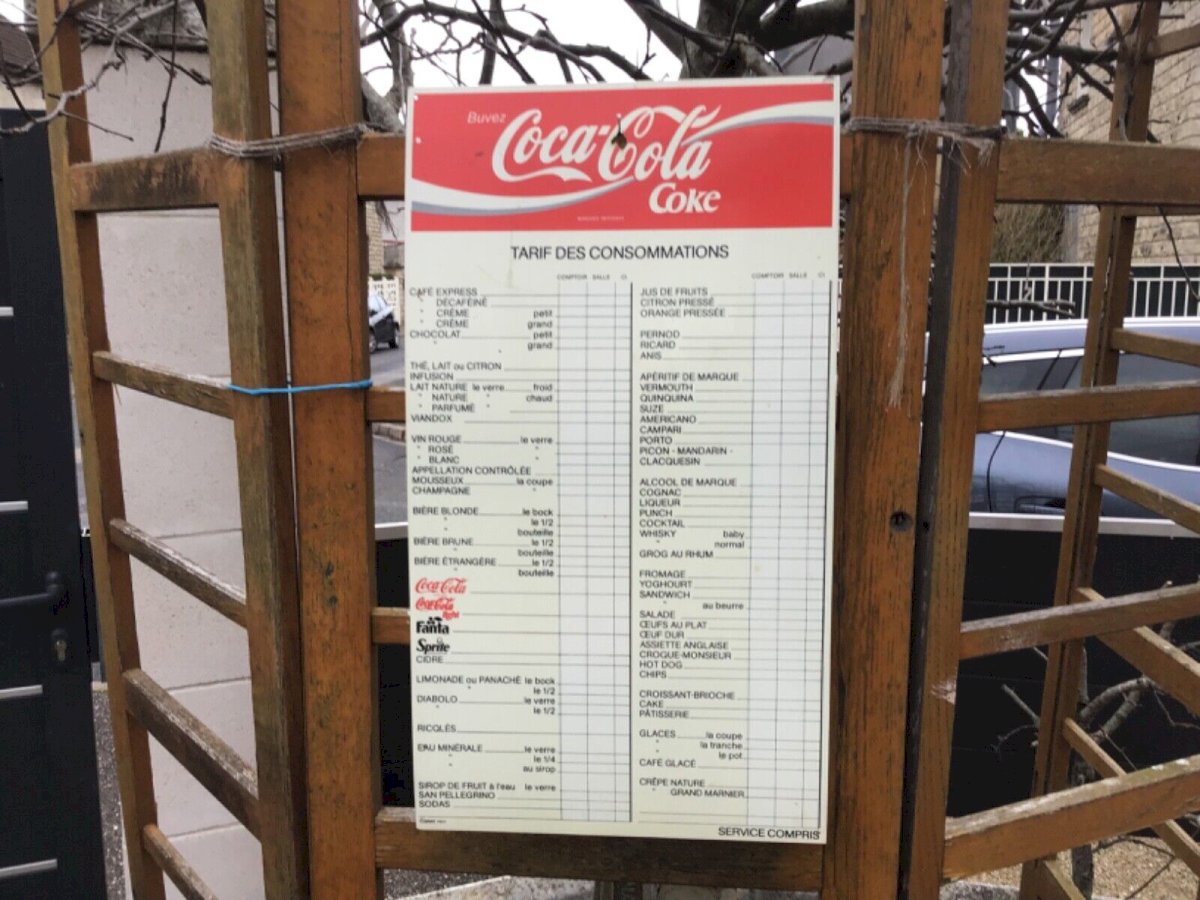 Buvez
Coca-Cola
Coke
TARIF DES CONSOMMATIONS
COMPTOIR SALLE Cl
CAFÉ EXPRESS
" DÉCAFÉINÉ
" CRÈME petit
" CRÈME grand
CHOCOLAT petit
" grand
THÉ, LAIT ou CITRON
INFUSION
LAIT NATURE le verre froid
" NATURE " chaud
" PARFUMÉ "
VIANDOX
VIN ROUGE le verre
" ROSÉ "
" BLANC "
APPELLATION CONTRÔLÉE
MOUSSEUX la coupe
CHAMPAGNE "
BIÈRE BLONDE le bock
" le 1/2
bouteille
BIÈRE BRUNE le 1/2
" bouteille
BIÈRE ÉTRANGÈRE le 1/2
" bouteille
Coca-Cola
Coca-Cola
light
Fanta
Sprite
CIDRE
LIMONADE ou PANACHÉ le bock
" le 1/2
DIABOLO le verre
" le 1/2
RICQLÈS
EAU MINÉRALE le verre
" le 1/4
" au sirop
SIROP DE FRUIT à l'eau le verre
SAN PELLEGRINO
SODAS
COMPTOIR SALLE Cl
JUS DE FRUITS
CITRON PRESSÉ
ORANGE PRESSÉE
PERNOD
RICARD
ANIS
APÉRITIF DE MARQUE
VERMOUTH
QUINQUINA
SUZE
AMERICANO
CAMPARI
PORTO
PICON - MANDARIN -
CLACQUESIN
ALCOOL DE MARQUE
COGNAC
LIQUEUR
PUNCH
COCKTAIL
WHISKY baby
" normal
GROG AU RHUM
FROMAGE
YOGHOURT
SANDWICH
" au beurre
SALADE
ŒUFS AU PLAT
ŒUF DUR
ASSIETTE ANGLAISE
CROQUE-MONSIEUR
HOT DOG
CHIPS
CROISSANT-BRIOCHE
CAKE
PÂTISSERIE
GLACES la coupe
" la tranche
" le pot
CAFÉ GLACÉ
CRÊPE NATURE
" GRAND MARNIER
SERVICE COMPRIS